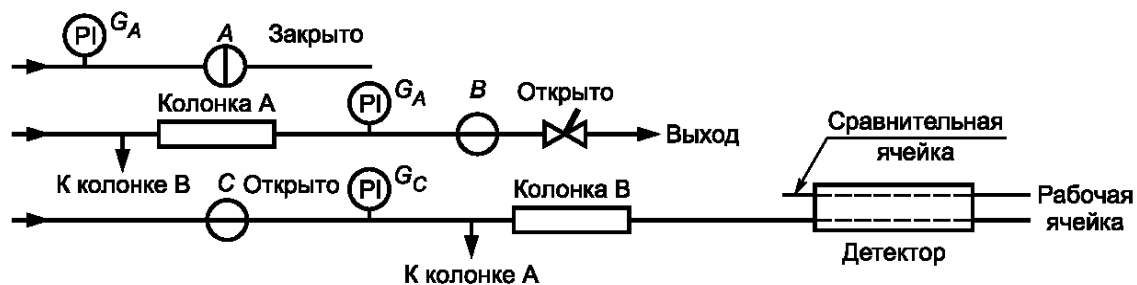 PI G_A A Закрыто
Колонка А PI G_A B Открыто
Выход
К колонке В
Сравнительная
ячейка
C Открыто PI G_C Колонка В
Рабочая
ячейка
К колонке А
Детектор